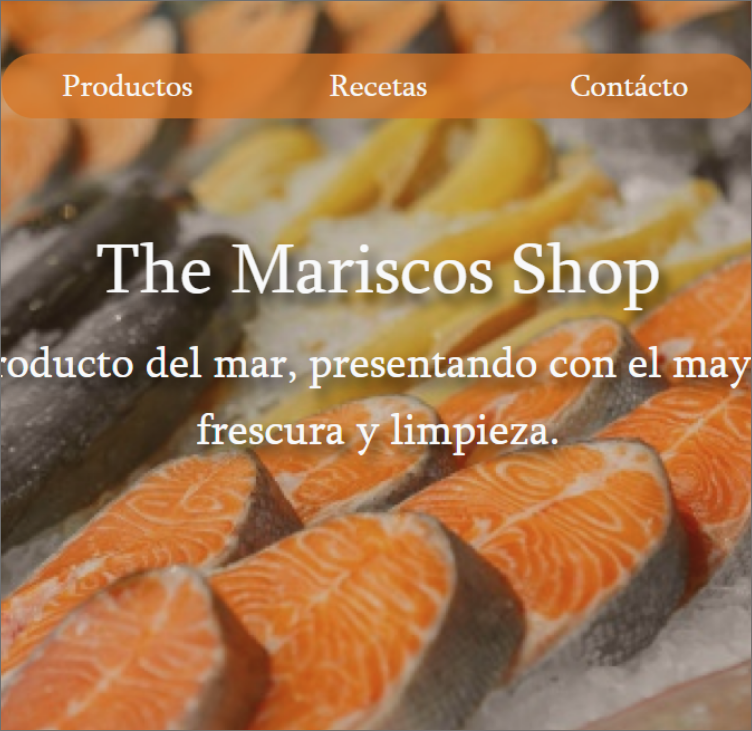 Productos Recetas Contácto
The Mariscos Shop
roducto del mar, presentando con el may
frescura y limpieza.